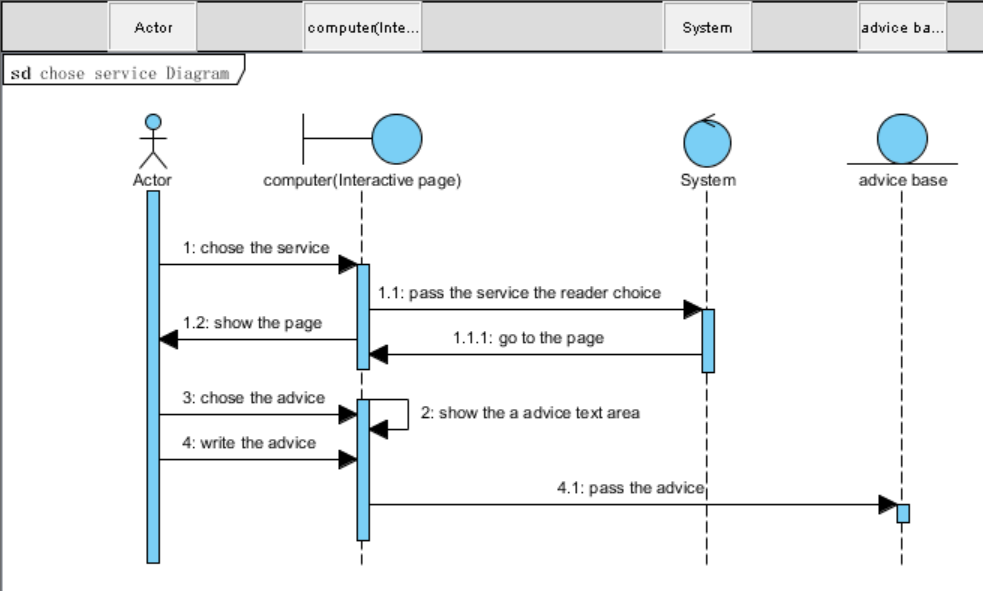 Actor
computer(Inte...
System
advice ba...
sd chose service Diagram
Actor
computer(Interactive page)
System
advice base
1: chose the service
1.1: pass the service the reader choice
1.2: show the page
1.1.1: go to the page
3: chose the advice
2: show the a advice text area
4: write the advice
4.1: pass the advice